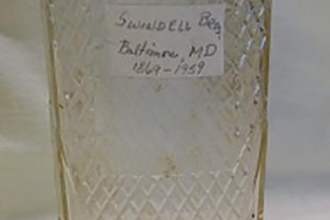 Swindell Bros.
Baltimore, MD
1869-1959